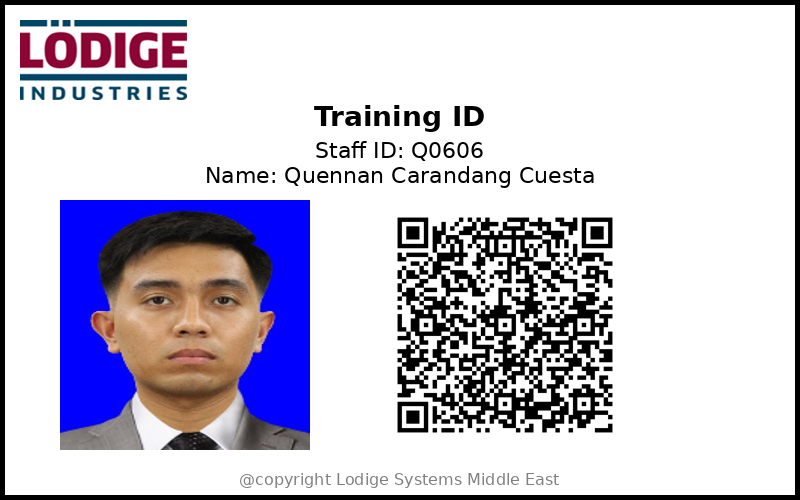 LÖDIGE
INDUSTRIES
Training ID
Staff ID: Q0606
Name: Quennan Carandang Cuesta
@copyright Lodige Systems Middle East